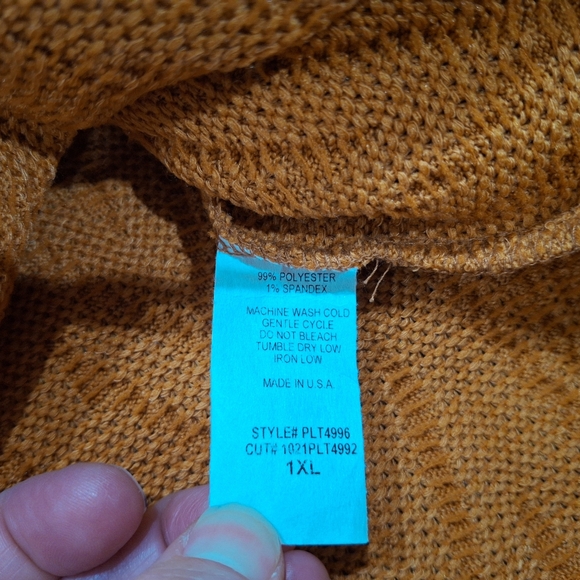 99% POLYESTER
1% SPANDEX
MACHINE WASH COLD
GENTLE CYCLE
DO NOT BLEACH
TUMBLE DRY LOW
IRON LOW
MADE IN U.S.A.
STYLE# PLT4996
CUT# 1021PLT4992
1XL